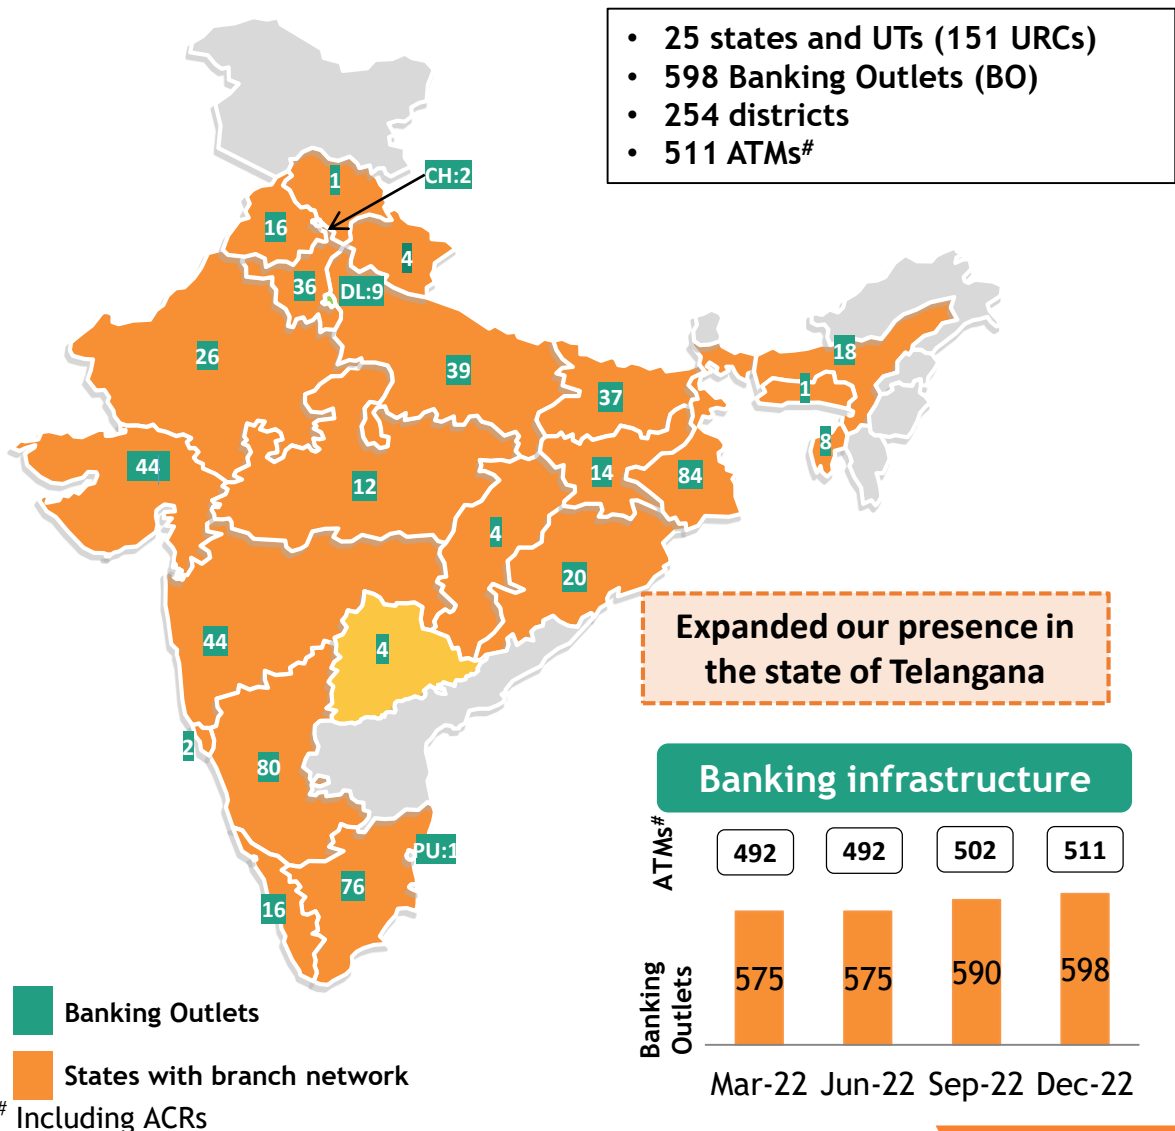 • 25 states and UTs (151 URCs)
• 598 Banking Outlets (BO)
• 254 districts
• 511 ATMs#
1
CH:2
16
4
36
DL:9
26
39
18
37
1
8
44
12
14
84
4
20
44
4
Expanded our presence in
the state of Telangana
2
80
Banking infrastructure
ATMs#
492 492 502 511
PU:1
76
16
Banking
Outlets
575 575 590 598
Mar-22 Jun-22 Sep-22 Dec-22
Banking Outlets
States with branch network
# Including ACRs